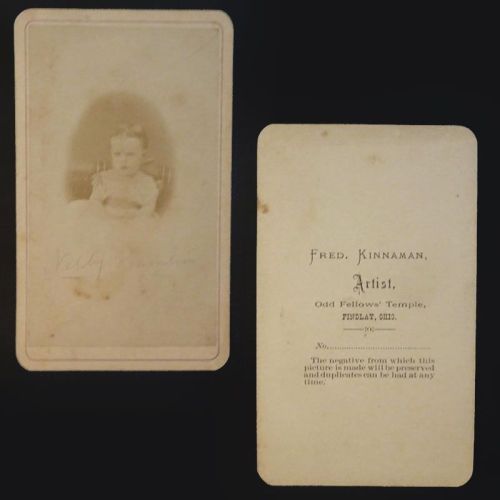 FRED. KINNAMAN,
Artist,
Odd Fellows' Temple,
FINDLAY, OHIO.
No.
The negative from which this
picture is made will be preserved
and duplicates can be had at any
time.